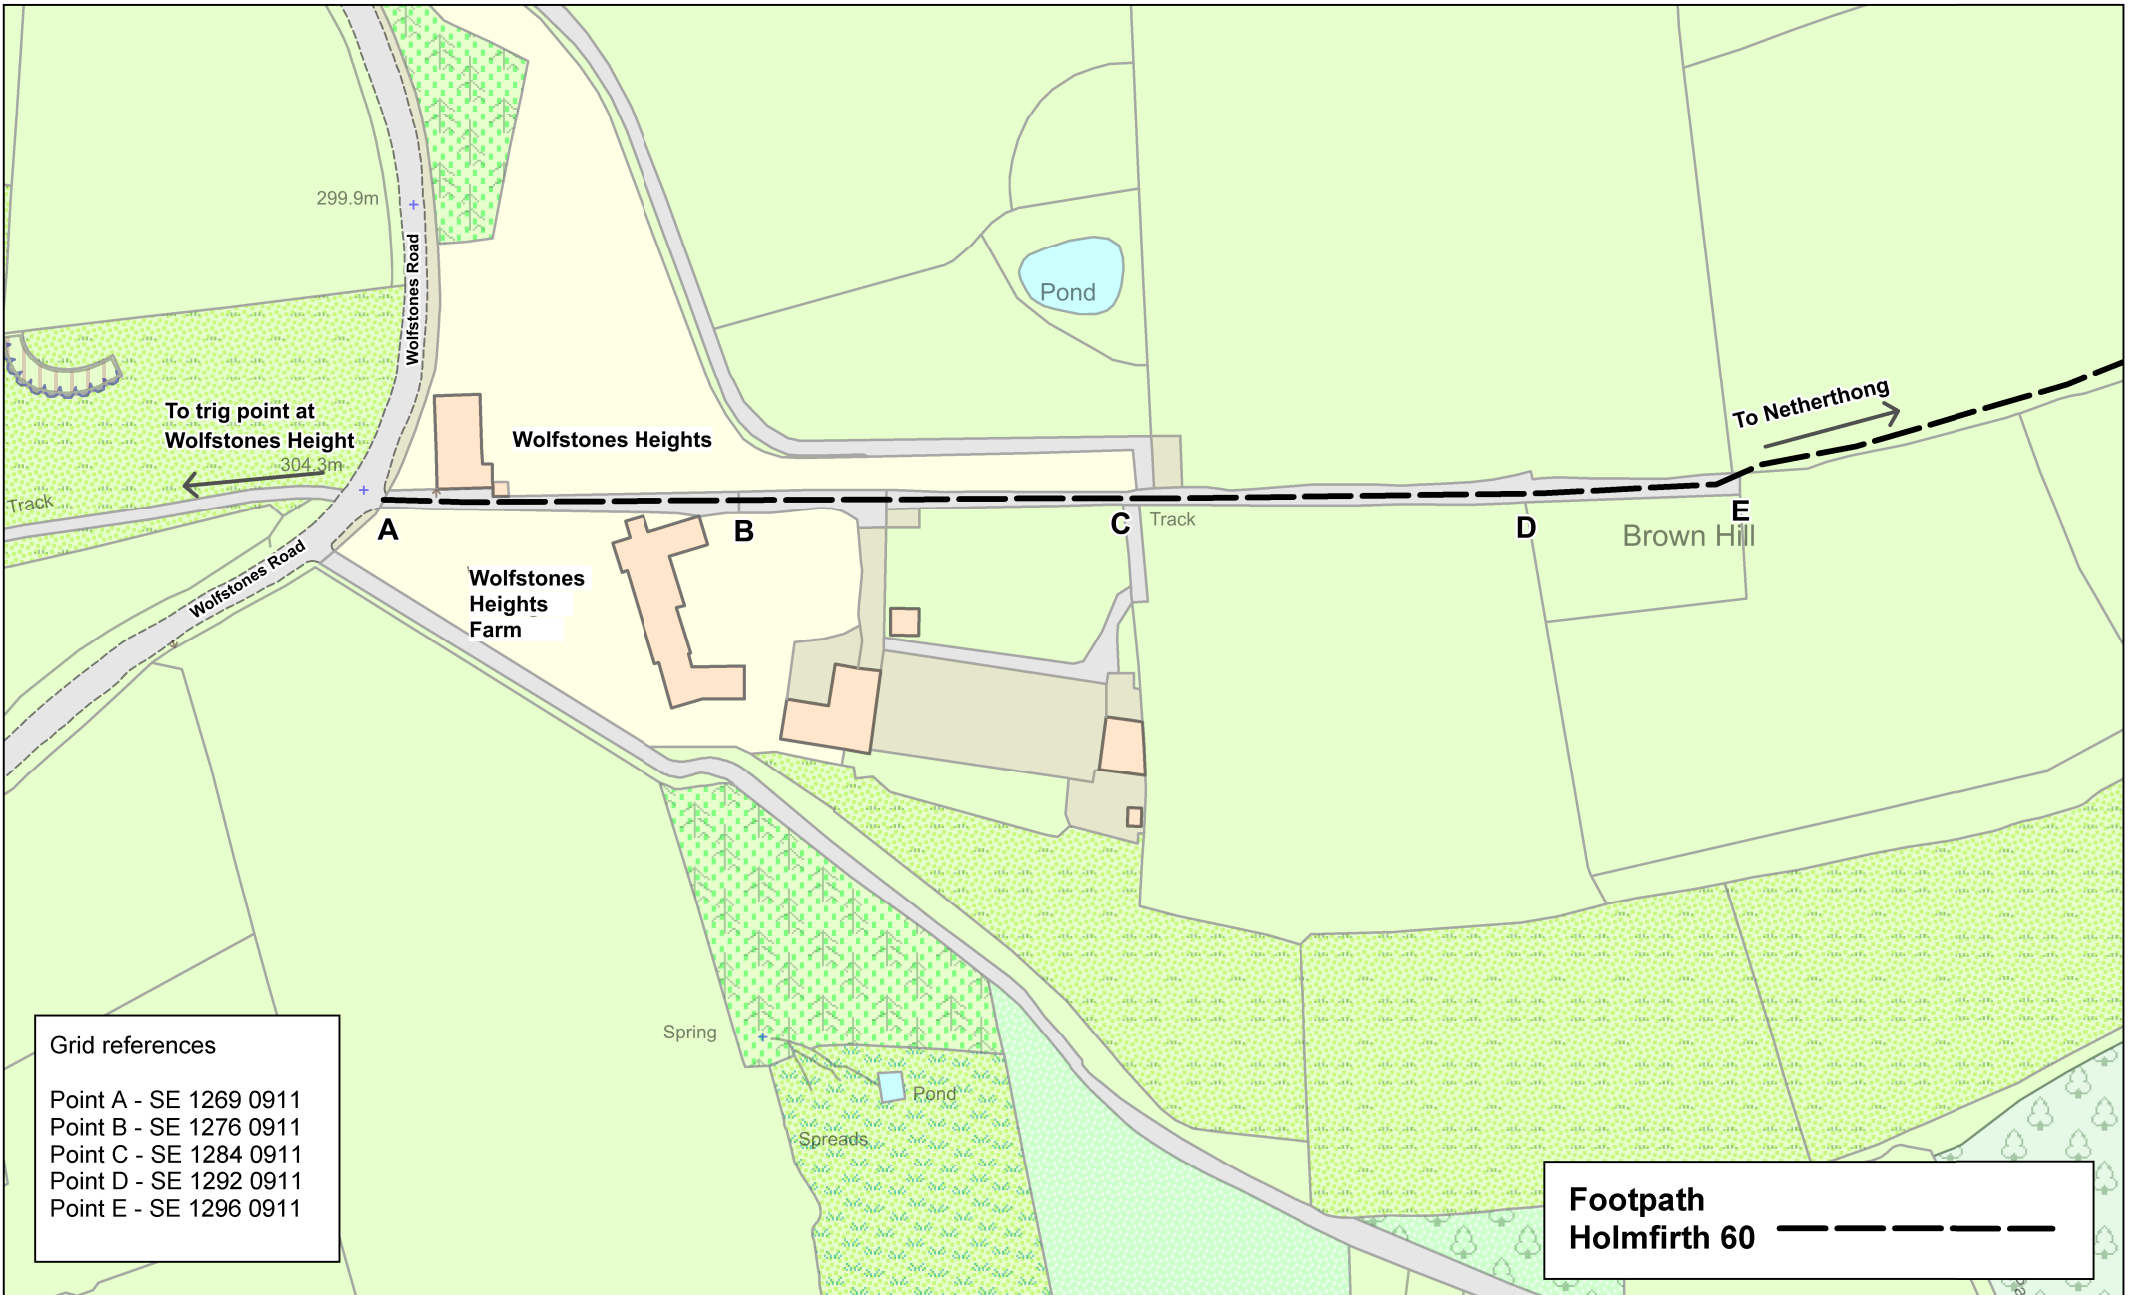 299.9m
Wolfstones Road
Pond
To trig point at
Wolfstones Height
304.3m
Track
Wolfstones Heights
To Netherthong
A
B
C
Track
D
E
Brown Hill
Wolfstones Road
Wolfstones
Heights
Farm
Spring
Pond
Spreads
Grid references
Point A - SE 1269 0911
Point B - SE 1276 0911
Point C - SE 1284 0911
Point D - SE 1292 0911
Point E - SE 1296 0911
Footpath
Holmfirth 60